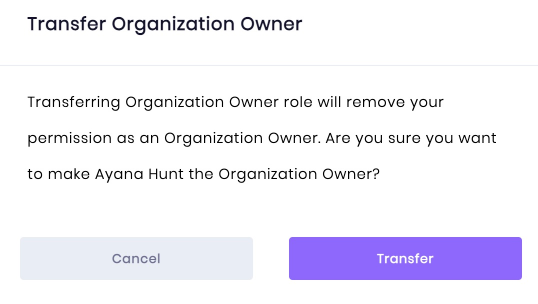 Transfer Organization Owner
Transferring Organization Owner role will remove your
permission as an Organization Owner. Are you sure you want
to make Ayana Hunt the Organization Owner?
Cancel
Transfer